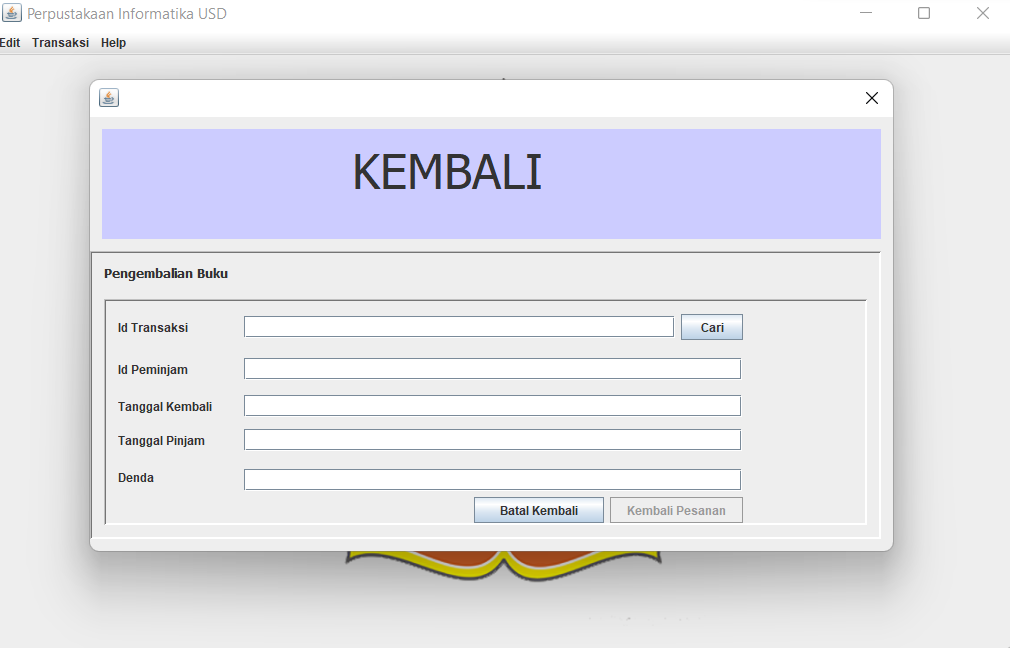 Perpustakaan Informatika USD
Edit Transaksi Help
KEMBALI
Pengembalian Buku
Id Transaksi Cari
Id Peminjam
Tanggal Kembali
Tanggal Pinjam
Denda
Batal Kembali Kembali Pesanan